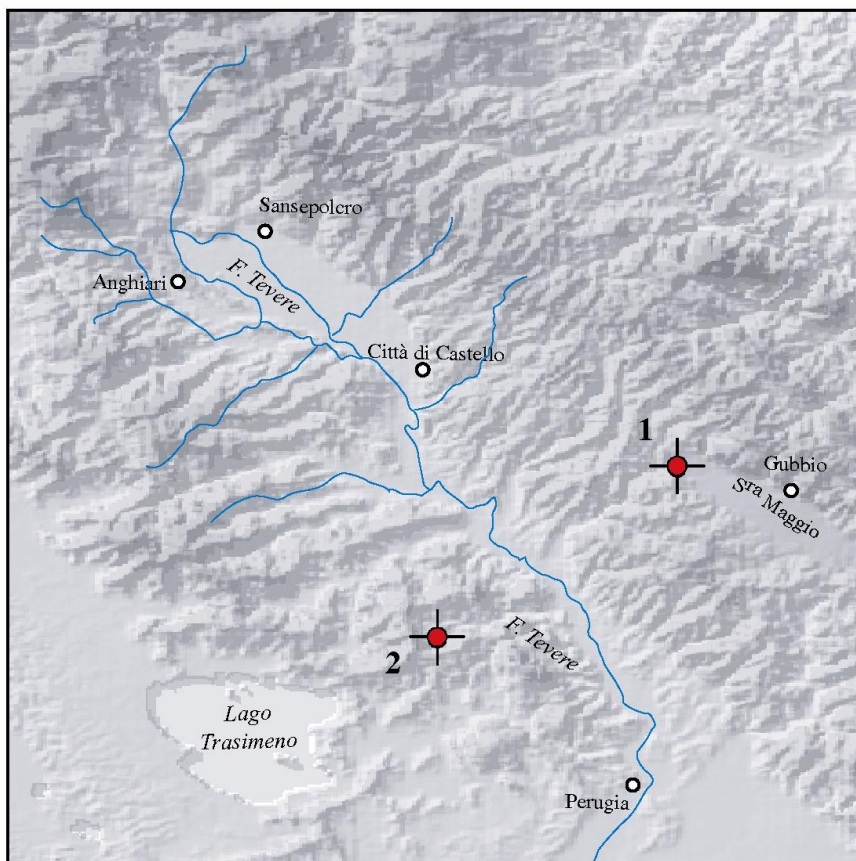 Sansepolcro
Anghiari
F. Tevere
Città di Castello
1
Gubbio
Sra Maggio
F. Tevere
2
Lago
Trasimeno
Perugia